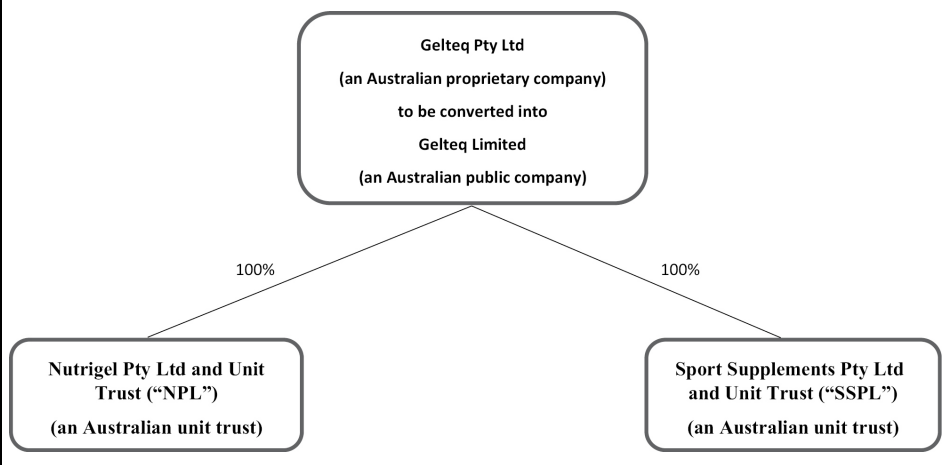 Gelteq Pty Ltd
(an Australian proprietary company)
to be converted into
Gelteq Limited
(an Australian public company)
100%
100%
Nutrigel Pty Ltd and Unit
Trust (“NPL”)
(an Australian unit trust)
Sport Supplements Pty Ltd
and Unit Trust (“SSPL”)
(an Australian unit trust)